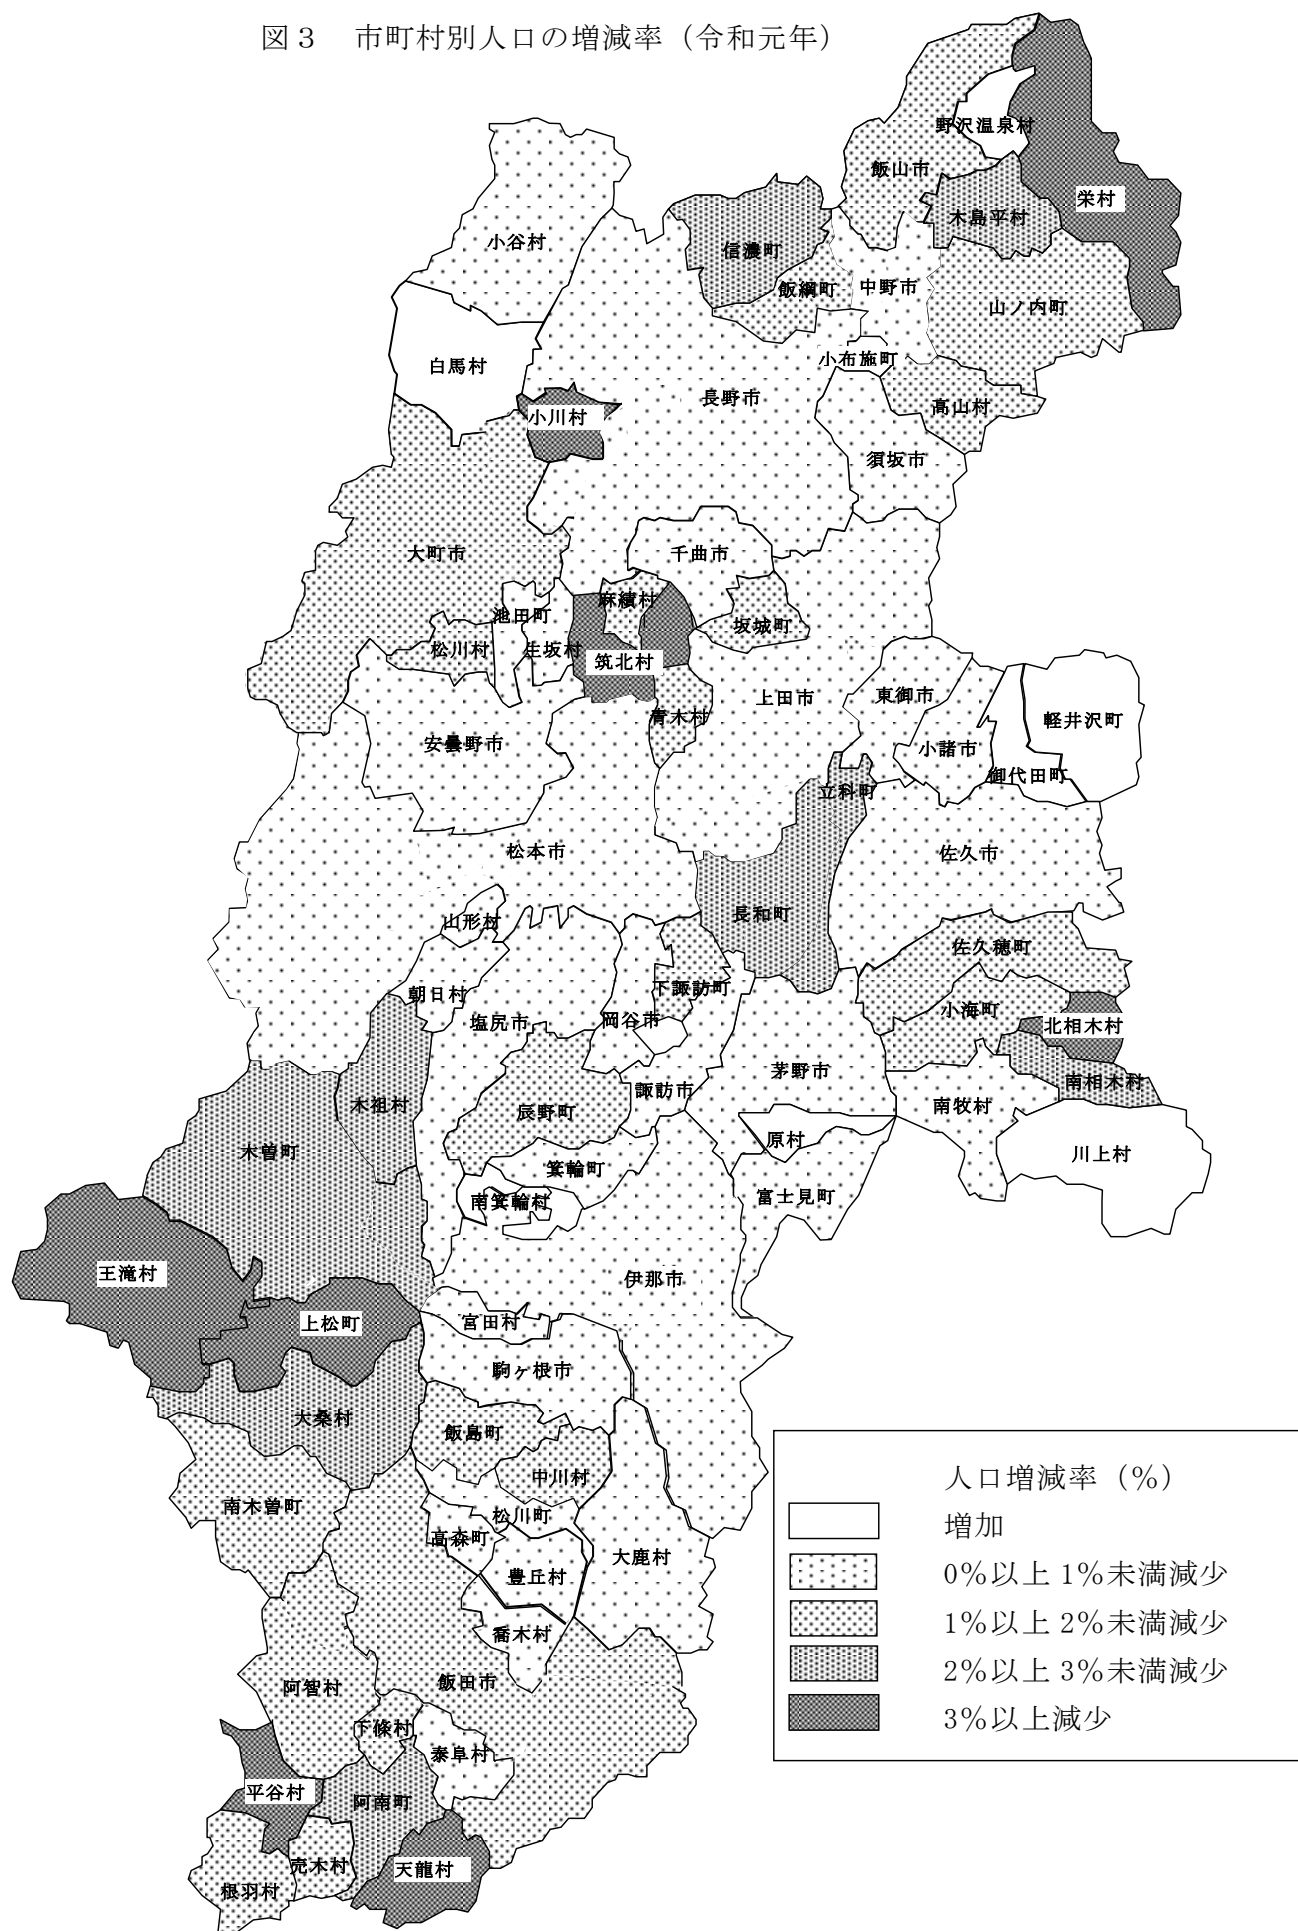 図３　市町村別人口の増減率（令和元年）
野沢温泉村
飯山市
栄村
木島平村
小谷村
信濃町
飯綱町
中野市
山ノ内町
白馬村
小布施町
長野市
高山村
小川村
須坂市
大町市
千曲市
麻績村
池田町
坂城町
松川村
生坂村
筑北村
上田市
東御市
青木村
軽井沢町
安曇野市
小諸市
御代田町
立科町
松本市
佐久市
長和町
山形村
佐久穂町
朝日村
下諏訪町
小海町
塩尻市
岡谷市
北相木村
茅野市
諏訪市
南相木村
木祖村
辰野町
南牧村
原村
木曽町
箕輪町
川上村
南箕輪村
富士見町
王滝村
伊那市
上松町
宮田村
駒ヶ根市
大桑村
飯島町
中川村
人口増減率（%）
南木曽町
松川町
増加
高森町
大鹿村
0%以上 1%未満減少
豊丘村
1%以上 2%未満減少
喬木村
2%以上 3%未満減少
阿智村
飯田市
3%以上減少
下條村
泰阜村
平谷村
阿南町
売木村
天龍村
根羽村